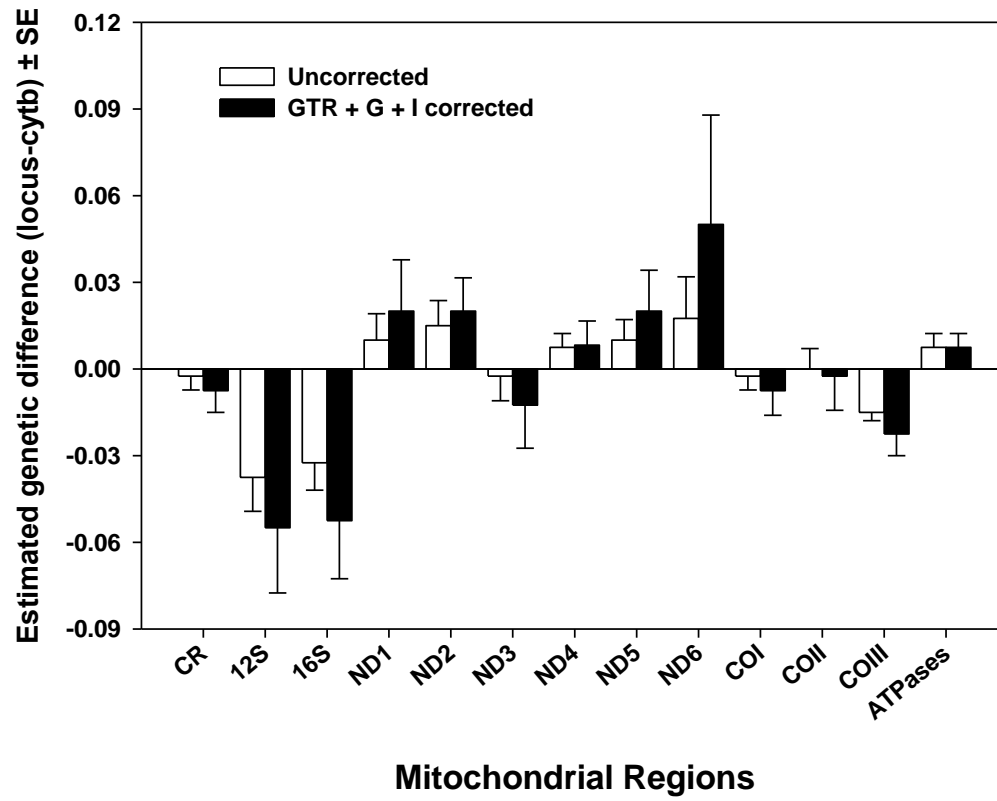 Estimated genetic difference (locus-cytb) ± SE
0.12
0.09
0.06
0.03
0.00
-0.03
-0.06
-0.09
Uncorrected
GTR + G + I corrected
CR
12S
16S
ND1
ND2
ND3
ND4
ND5
ND6
COI
COII
COIII
ATPases
Mitochondrial Regions